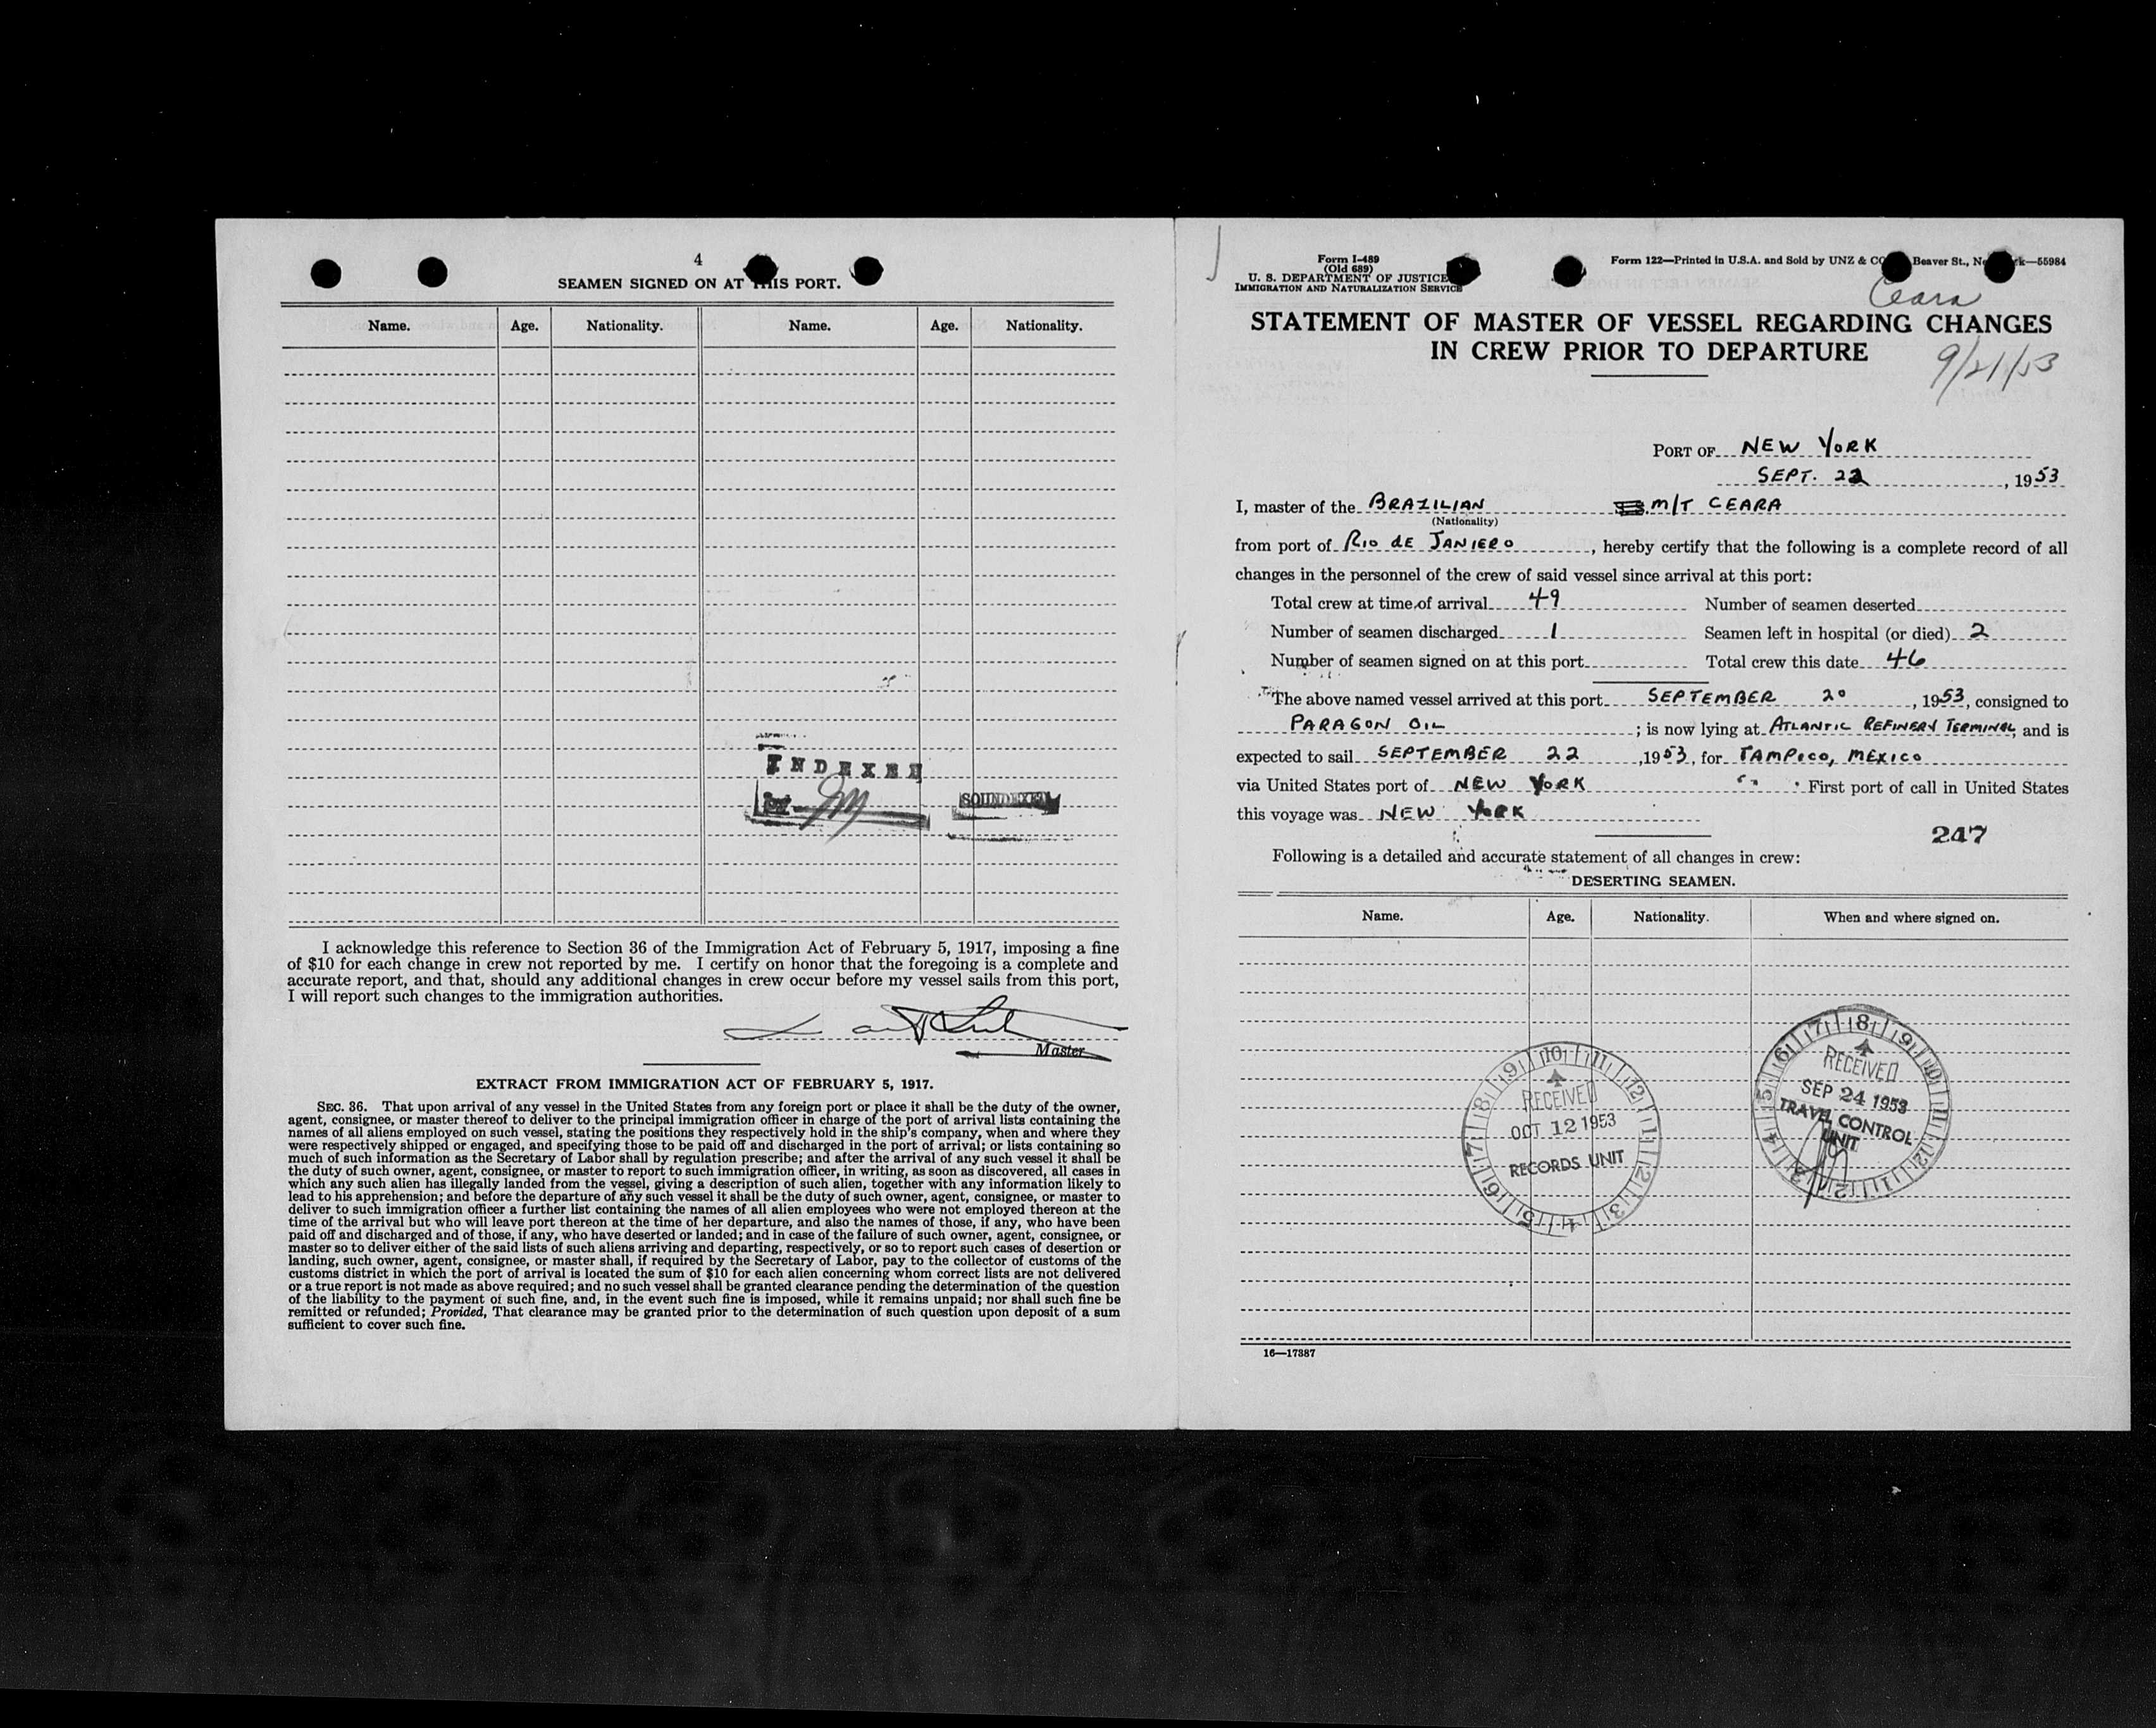 4
SEAMEN SIGNED ON AT THIS PORT.
Name. Age. Nationality. Name. Age. Nationality.
INDEXED
SOUNDEXED
I acknowledge this reference to Section 36 of the Immigration Act of February 5, 1917, imposing a fine
of $10 for each change in crew not reported by me. I certify on honor that the foregoing is a complete and
accurate report, and that, should any additional changes in crew occur before my vessel sails from this port,
I will report such changes to the immigration authorities.
Master
EXTRACT FROM IMMIGRATION ACT OF FEBRUARY 5, 1917.
SEC. 36. That upon arrival of any vessel in the United States from any foreign port or place it shall be the duty of the owner,
agent, consignee, or master thereof to deliver to the principal immigration officer in charge of the port of arrival lists containing the
names of all aliens employed on such vessel, stating the positions they respectively hold in the ship's company, when and where they
were respectively shipped or engaged, and specifying those to be paid off and discharged in the port of arrival; or lists containing so
much of such information as the Secretary of Labor shall by regulation prescribe; and after the arrival of any such vessel it shall be
the duty of such owner, agent, consignee, or master to report to such immigration officer, in writing, as soon as discovered, all cases in
which any such alien has illegally landed from the vessel, giving a description of such alien, together with any information likely to
lead to his apprehension; and before the departure of any such vessel it shall be the duty of such owner, agent, consignee, or master to
deliver to such immigration officer a further list containing the names of all alien employees who were not employed thereon at the
time of the arrival but who will leave port thereon at the time of her departure, and also the names of those, if any, who have been
paid off and discharged and of those, if any, who have deserted or landed; and in case of the failure of such owner, agent, consignee, or
master so to deliver either of the said lists of such aliens arriving and departing, respectively, or so to report such cases of desertion or
landing, such owner, agent, consignee, or master shall, if required by the Secretary of Labor, pay to the collector of customs of the
customs district in which the port of arrival is located the sum of $10 for each alien concerning whom correct lists are not delivered
or a true report is not made as above required; and no such vessel shall be granted clearance pending the determination of the question
of the liability to the payment of such fine, and, in the event such fine is imposed, while it remains unpaid; nor shall such fine be
remitted or refunded; Provided, That clearance may be granted prior to the determination of such question upon deposit of a sum
sufficient to cover such fine.
Form I-489
(Old 689)
U. S. DEPARTMENT OF JUSTICE
IMMIGRATION AND NATURALIZATION SERVICE
Form 122—Printed in U.S.A. and Sold by UNZ & CO Beaver St., Ne k—55984
Ceara
STATEMENT OF MASTER OF VESSEL REGARDING CHANGES
IN CREW PRIOR TO DEPARTURE
9/21/53
PORT OF NEW YORK
SEPT. 22, 1953
I, master of the BRAZILIAN M/T CEARA
(Nationality)
from port of RIO DE JANIERO, hereby certify that the following is a complete record of all
changes in the personnel of the crew of said vessel since arrival at this port:
Total crew at time of arrival 49 Number of seamen deserted
Number of seamen discharged 1 Seamen left in hospital (or died) 2
Number of seamen signed on at this port Total crew this date 46
The above named vessel arrived at this port SEPTEMBER 20, 1953, consigned to
PARAGON OIL; is now lying at ATLANTIC REFINERY TERMINAL, and is
expected to sail SEPTEMBER 22, 1953, for TAMPICO, MEXICO
via United States port of NEW YORK. First port of call in United States
this voyage was NEW YORK
247
Following is a detailed and accurate statement of all changes in crew:
DESERTING SEAMEN.
Name. Age. Nationality. When and where signed on.
7 8 9 10 11 12 1 2 3 4 5 6
RECEIVED
SEP 24 1953
TRAVEL CONTROL
UNIT
9 10 11 12 1 2 3 4 5 6 7 8
RECEIVED
OCT 12 1953
RECORDS UNIT
16—17387